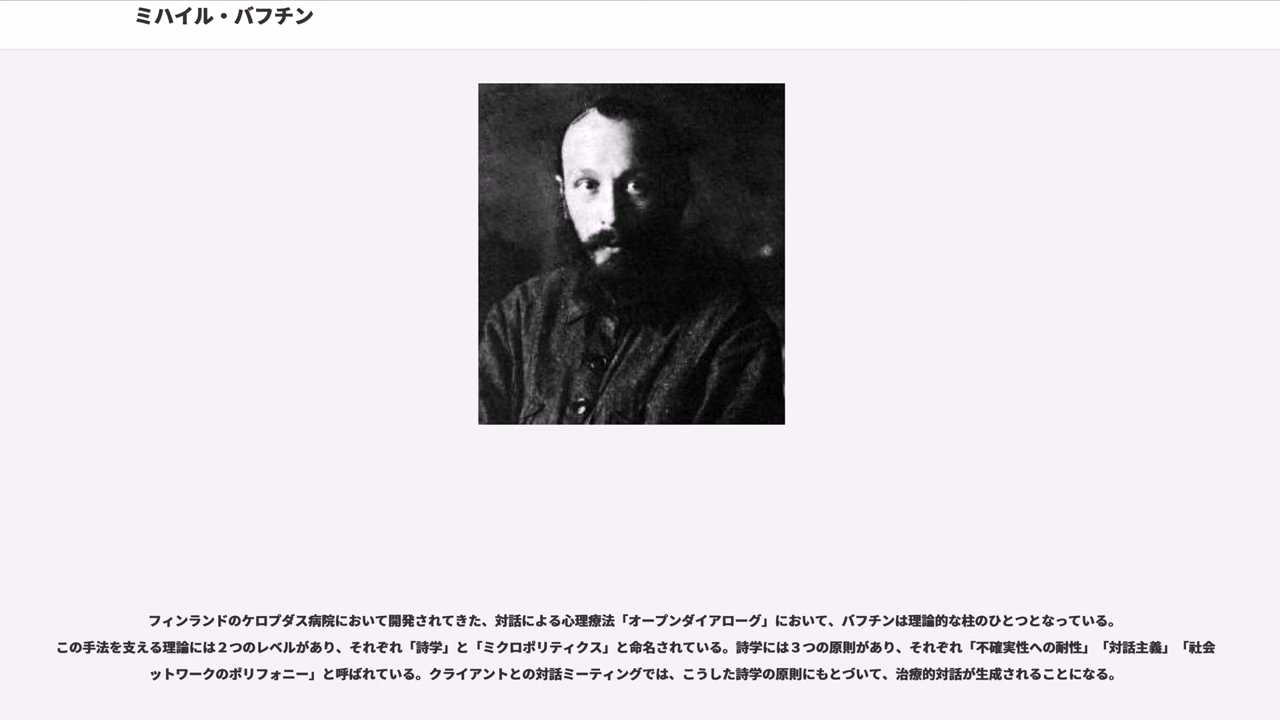 ミハイル・バフチン
フィンランドのケロプダス病院において開発されてきた、対話による心理療法「オープンダイアローグ」において、バフチンは理論的な柱のひとつとなっている。
この手法を支える理論には２つのレベルがあり、それぞれ「詩学」と「ミクロポリティクス」と命名されている。詩学には３つの原則があり、それぞれ「不確実性への耐性」「対話主義」「社会
ットワークのポリフォニー」と呼ばれている。クライアントとの対話ミーティングでは、こうした詩学の原則にもとづいて、治療的対話が生成されることになる。